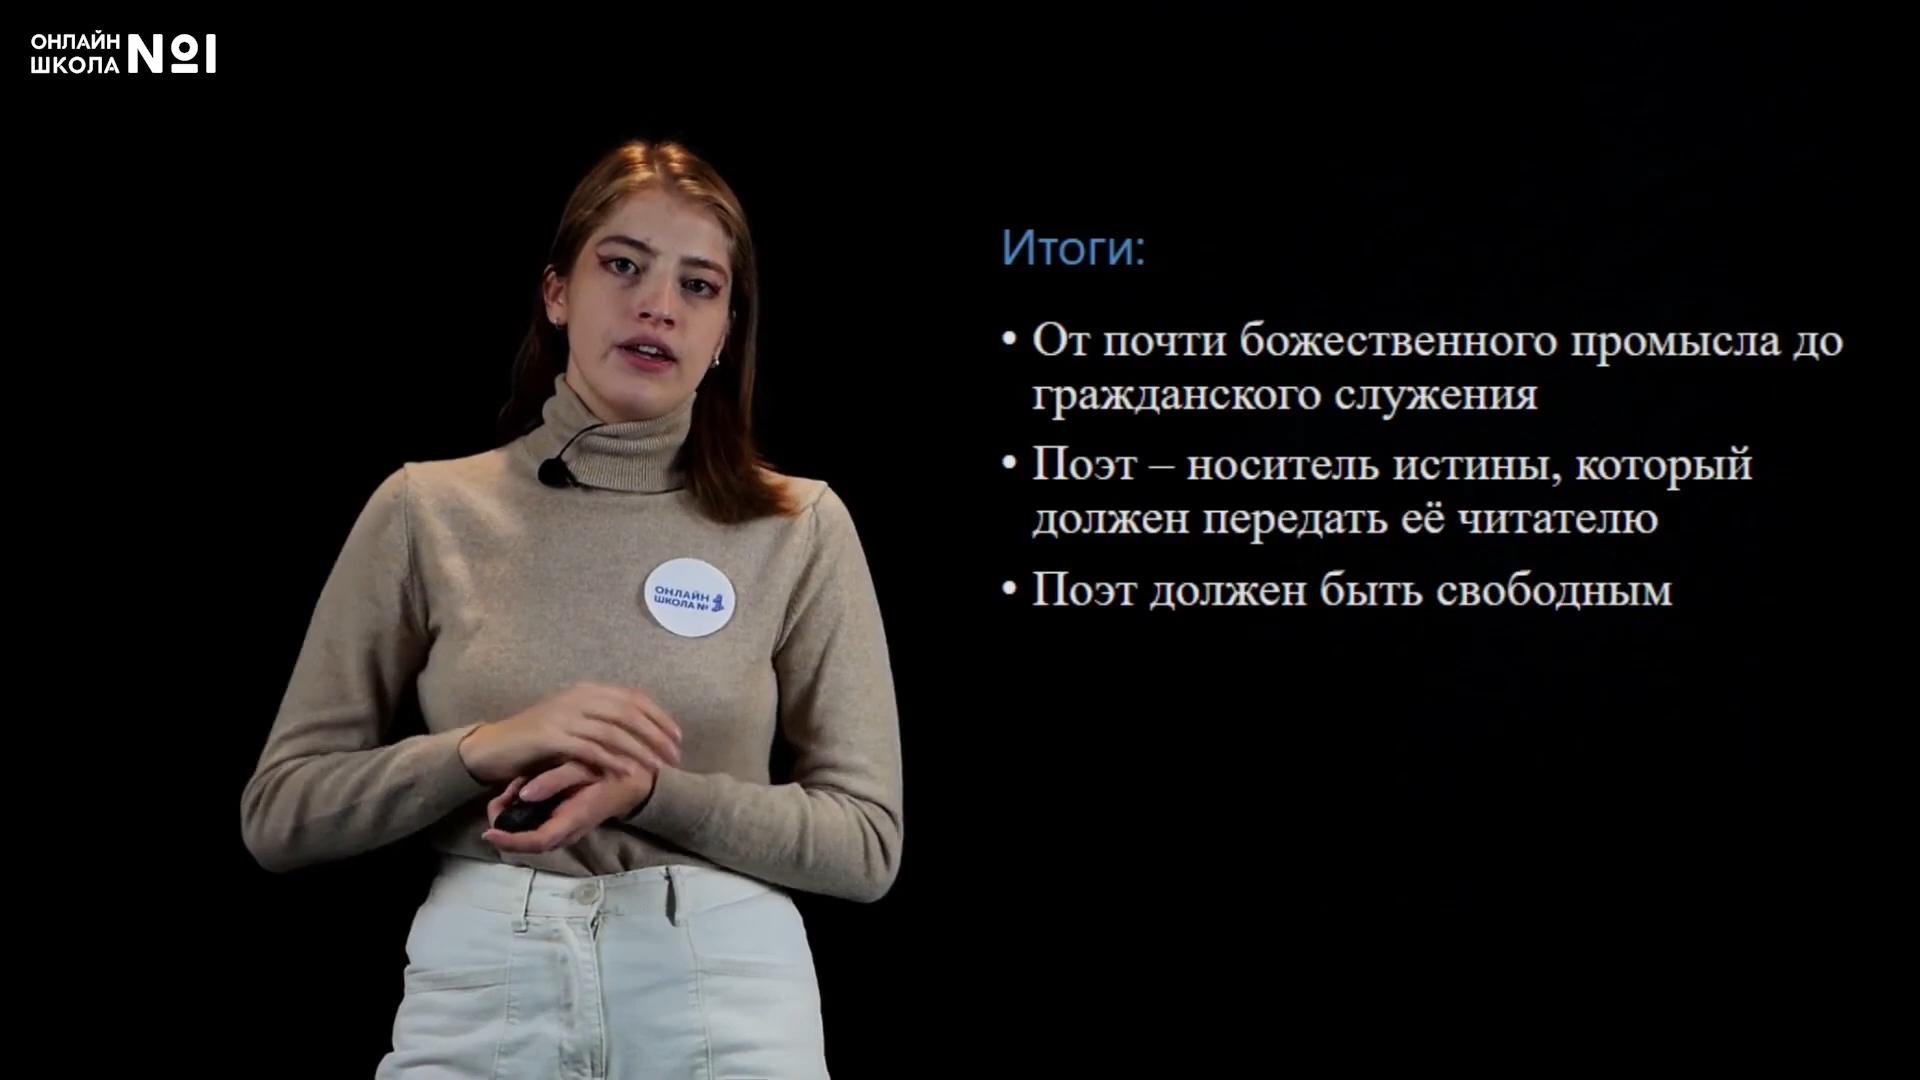 ОНЛАЙН
ШКОЛА №1
Итоги:
• От почти божественного промысла до
гражданского служения
• Поэт – носитель истины, который
должен передать её читателю
• Поэт должен быть свободным
ОНЛАЙН
ШКОЛА №